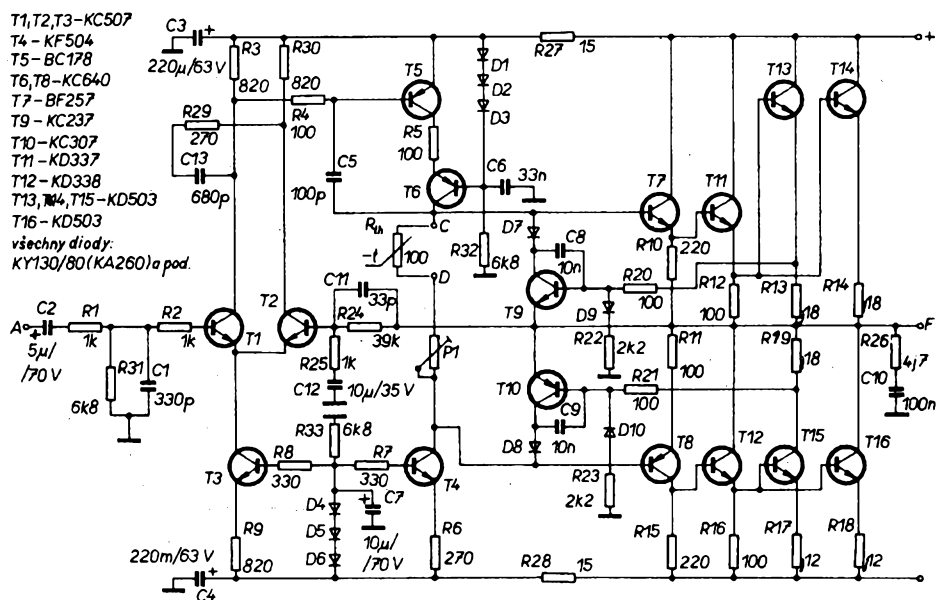 T1,T2,T3-KC507
T4-KF504
T5-BC178
T6,T8-KC640
T7-BF257
T9-KC237
T10-KC307
T11-KD337
T12-KD338
T13,T14,T15-KD503
T16-KD503
všechny diody:
KY130/80(KA260)a pod.
C3
+
220µ/63 V
R3
820
R30
820
R27
15
+
T5
D1
D2
D3
T13
T14
R29
270
R4
100
C13
680p
C5
100p
R5
100
T6
C6
33n
T7
T11
Rth
-t
100
C
D
R32
6k8
D7
C8
10n
R10
220
R20
100
R12
100
R13
,18
R14
,18
C11
33p
T9
D9
R22
2k2
A
C2
+
5µ/
/70 V
R1
1k
R2
1k
T1
T2
R24
39k
F
R25
1k
P1
R11
100
R19
,18
R26
4j7
R31
6k8
C1
330p
C12
10µ/35 V
T10
R21
100
C10
100n
R33
6k8
C9
10n
D8
D10
R23
2k2
T8
T12
T15
T16
T3
R8
330
R7
330
T4
D4
D5
D6
+
C7
10µ/
/70V
R9
820
R6
270
R15
220
R16
100
R17
,12
R18
,12
220m/63 V
+
C4
R28
15